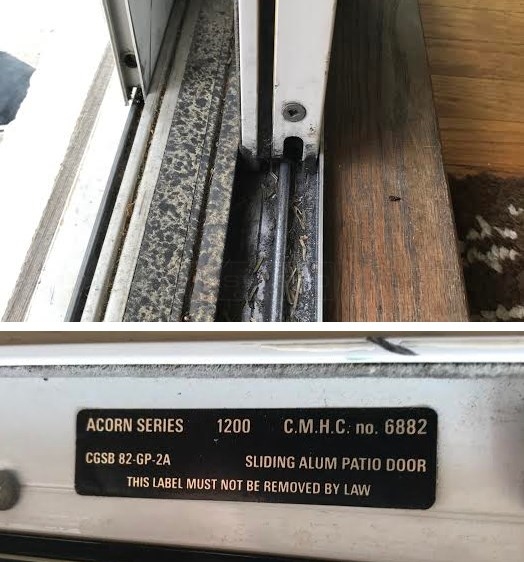 ACORN SERIES 1200 C.M.H.C. no. 6882
CGSB 82-GP-2A SLIDING ALUM PATIO DOOR
THIS LABEL MUST NOT BE REMOVED BY LAW